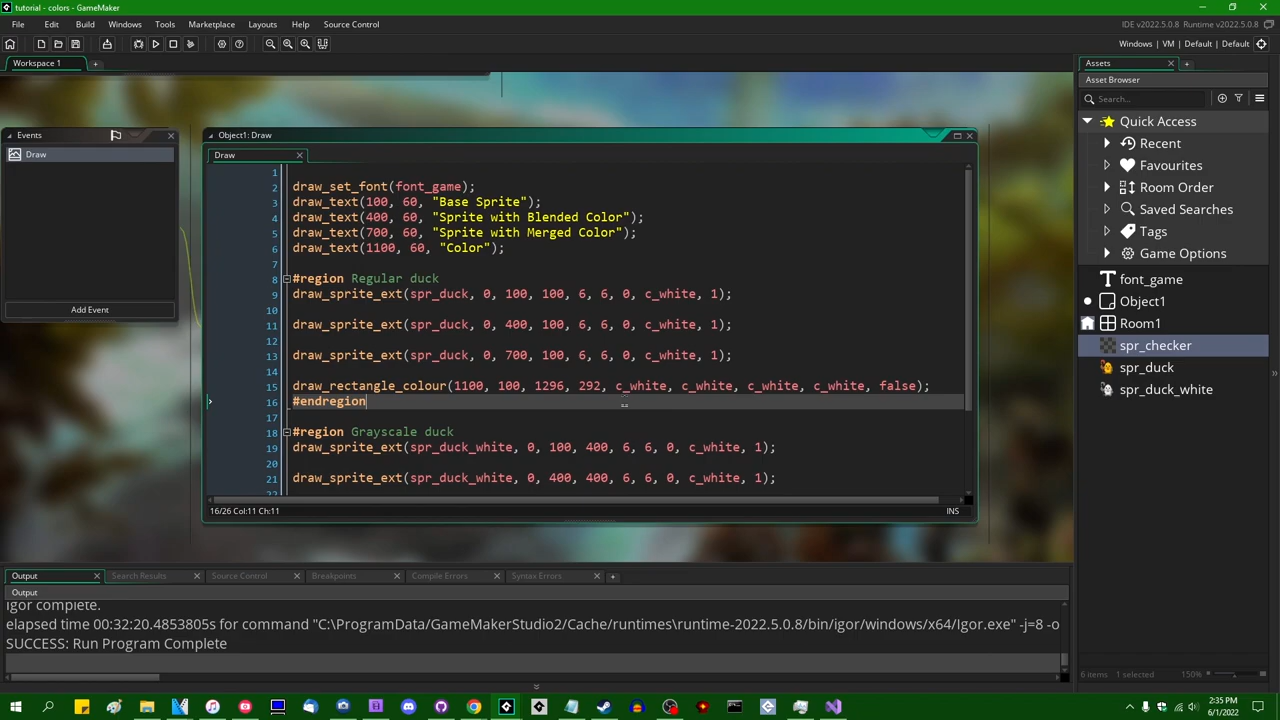 tutorial - colors - GameMaker
File Edit Build Windows Tools Marketplace Layouts Help Source Control
IDE v2022.5.0.8 Runtime v2022.5.0.8
Windows | VM | Default | Default
Workspace 1
Events
Draw
Add Event
Object1: Draw
Draw
1
2 draw_set_font(font_game);
3 draw_text(100, 60, "Base Sprite");
4 draw_text(400, 60, "Sprite with Blended Color");
5 draw_text(700, 60, "Sprite with Merged Color");
6 draw_text(1100, 60, "Color");
7
8 #region Regular duck
9 draw_sprite_ext(spr_duck, 0, 100, 100, 6, 6, 0, c_white, 1);
10
11 draw_sprite_ext(spr_duck, 0, 400, 100, 6, 6, 0, c_white, 1);
12
13 draw_sprite_ext(spr_duck, 0, 700, 100, 6, 6, 0, c_white, 1);
14
15 draw_rectangle_colour(1100, 100, 1296, 292, c_white, c_white, c_white, c_white, false);
16 #endregion
17
18 #region Grayscale duck
19 draw_sprite_ext(spr_duck_white, 0, 100, 400, 6, 6, 0, c_white, 1);
20
21 draw_sprite_ext(spr_duck_white, 0, 400, 400, 6, 6, 0, c_white, 1);
22
16/26 Col:11 Ch:11
INS
Assets
Asset Browser
Search...
Quick Access
Recent
Favourites
Room Order
Saved Searches
Tags
Game Options
font_game
Object1
Room1
spr_checker
spr_duck
spr_duck_white
6 items 1 selected 150%
Output Search Results Source Control Breakpoints Compile Errors Syntax Errors
Output
Igor complete.
elapsed time 00:32:20.4853805s for command "C:\ProgramData/GameMakerStudio2/Cache/runtimes\runtime-2022.5.0.8/bin/igor/windows/x64/Igor.exe" -j=8 -o
SUCCESS: Run Program Complete
2:35 PM
6/1/2022